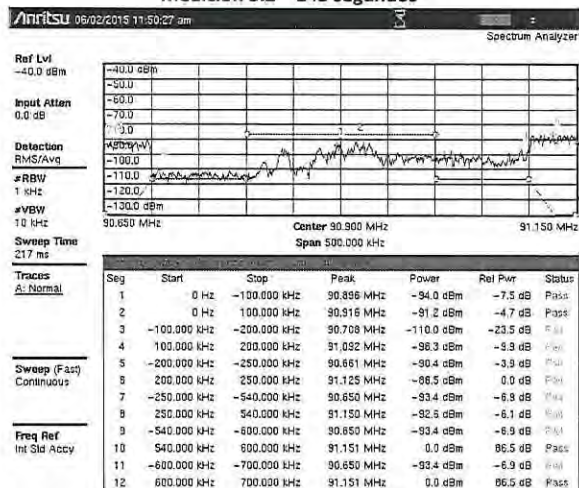 Anritsu 06/02/2015 11:50:27 am
Spectrum Analyzer
Ref Lvl
-40.0 dBm
Input Atten
0.0 dB
Detection
RMS/Avg
#RBW
1 kHz
#VBW
10 kHz
Sweep Time
217 ms
Traces
A: Normal
Sweep (Fast)
Continuous
Freq Ref
Int Std Accy
-40.0 dBm
-50.0
-60.0
-70.0
-100.0
-110.0
-120.0
-130.0 dBm
90.650 MHz Center 90.900 MHz 91.150 MHz
Span 500.000 kHz
Seg Start Stop Peak Power Rel Pwr Status
1 0 Hz -100.000 kHz 90.896 MHz -94.0 dBm -7.5 dB Pass
2 0 Hz 100.000 kHz 90.916 MHz -91.2 dBm -4.7 dB Pass
3 -100.000 kHz -200.000 kHz 90.708 MHz -110.0 dBm -23.5 dB
4 100.000 kHz 200.000 kHz 91.092 MHz -96.3 dBm -9.9 dB
5 -200.000 kHz -250.000 kHz 90.661 MHz -90.4 dBm -3.9 dB
6 200.000 kHz 250.000 kHz 91.125 MHz -86.5 dBm 0.0 dB
7 -250.000 kHz -540.000 kHz 90.650 MHz -93.4 dBm -6.9 dB
8 250.000 kHz 540.000 kHz 91.150 MHz -92.6 dBm -6.1 dB
9 -540.000 kHz -600.000 kHz 90.650 MHz -93.4 dBm -6.9 dB
10 540.000 kHz 600.000 kHz 91.151 MHz 0.0 dBm 86.5 dB Pass
11 -600.000 kHz -700.000 kHz 90.650 MHz -93.4 dBm -6.9 dB
12 600.000 kHz 700.000 kHz 91.151 MHz 0.0 dBm 86.5 dB Pass